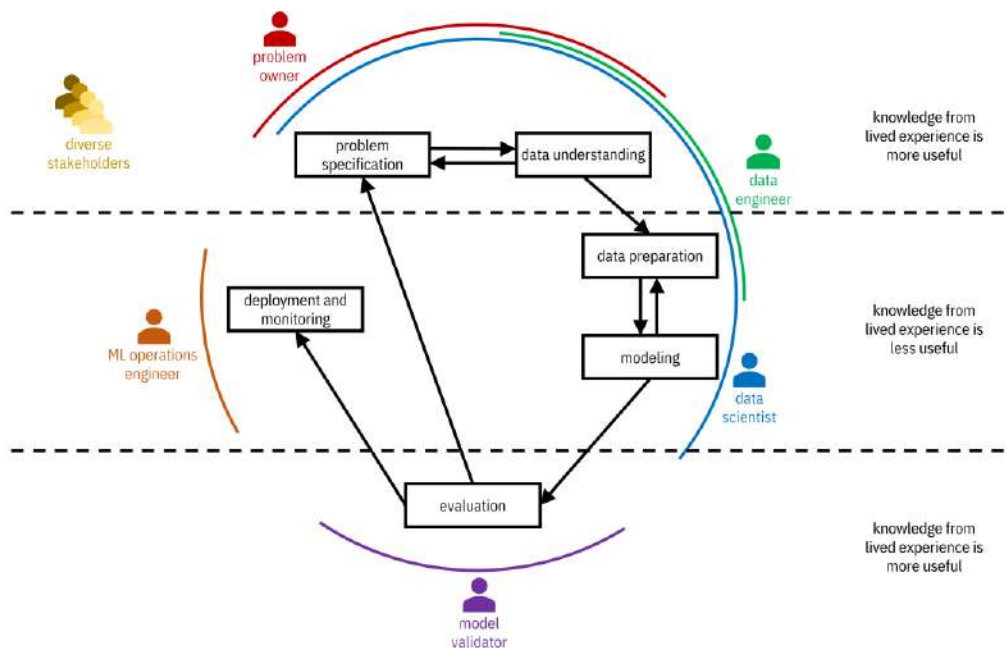 problem
owner
diverse
stakeholders
problem
specification
data understanding
data
engineer
knowledge from
lived experience is
more useful
data preparation
deployment and
monitoring
ML operations
engineer
modeling
data
scientist
knowledge from
lived experience is
less useful
evaluation
model
validator
knowledge from
lived experience is
more useful